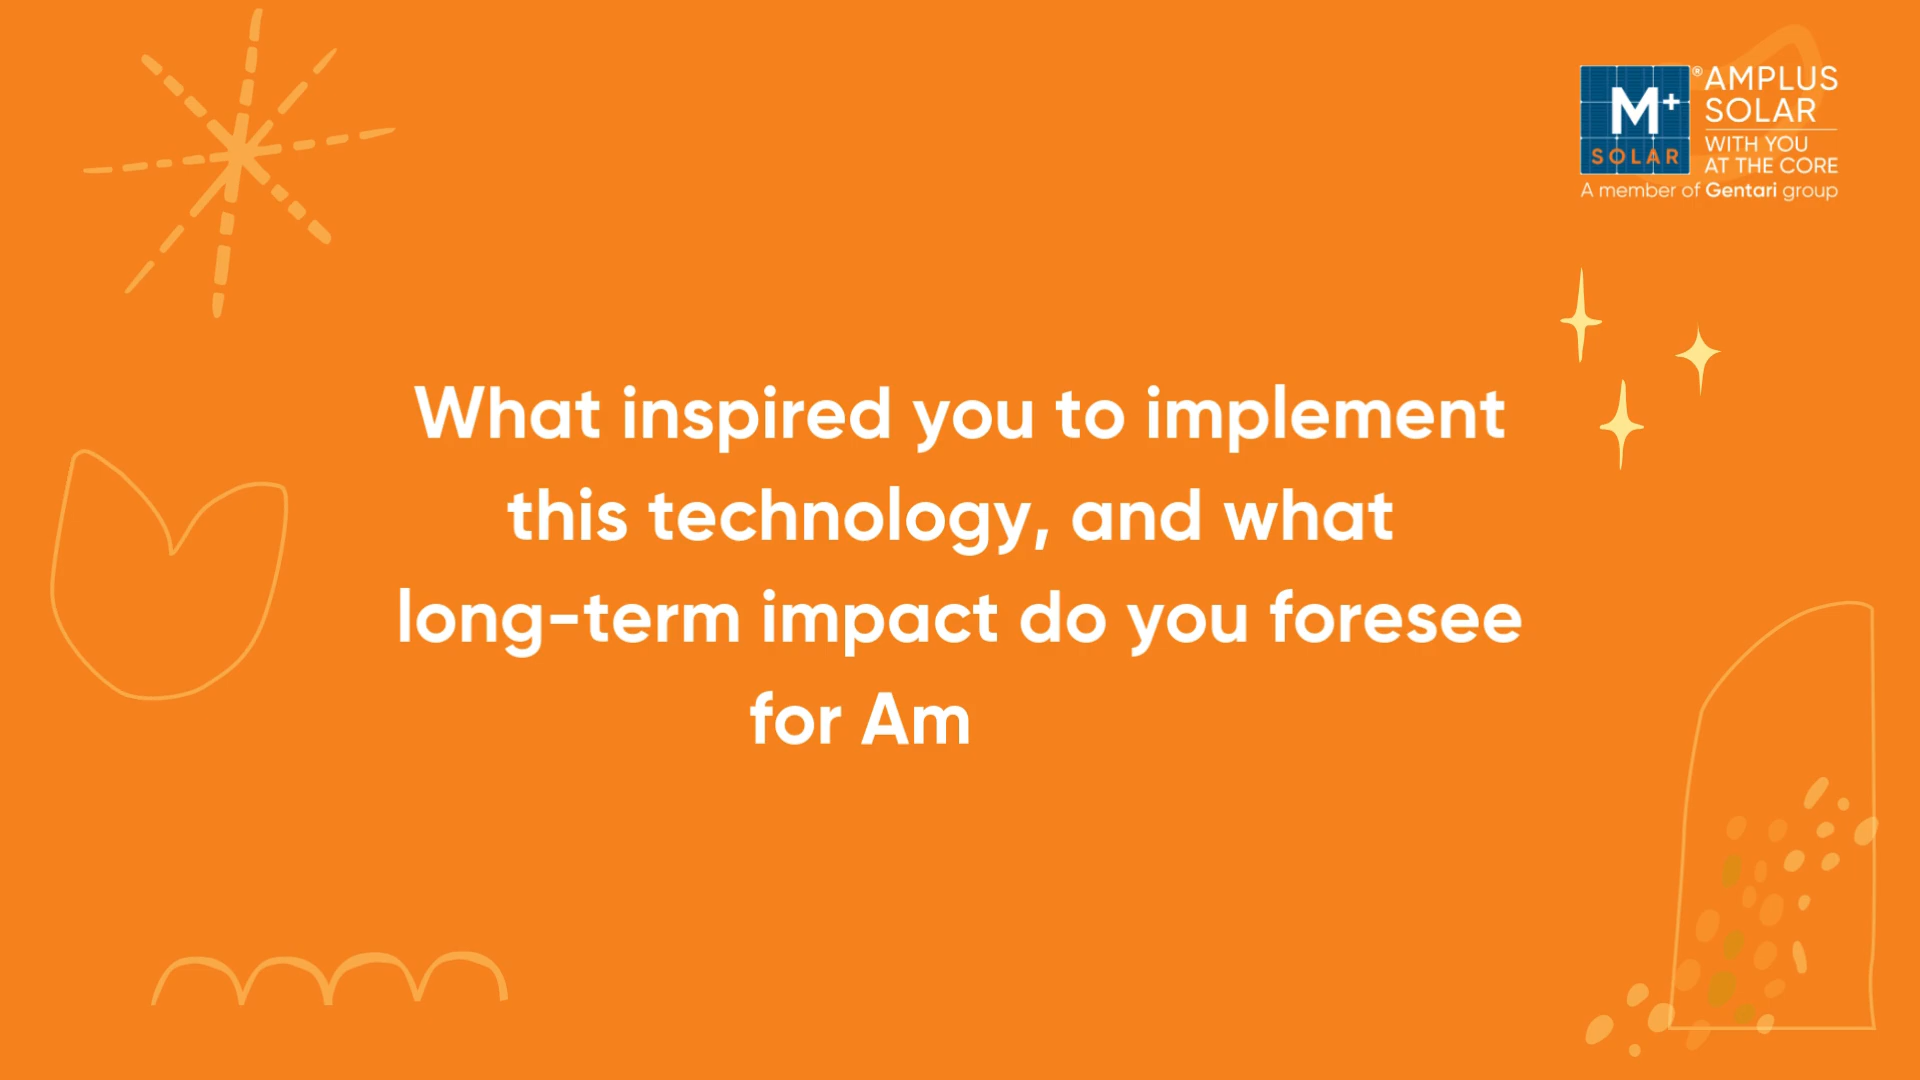 M+
SOLAR
®AMPLUS
SOLAR
WITH YOU
AT THE CORE
A member of Gentari group
What inspired you to implement
this technology, and what
long-term impact do you foresee
for Am